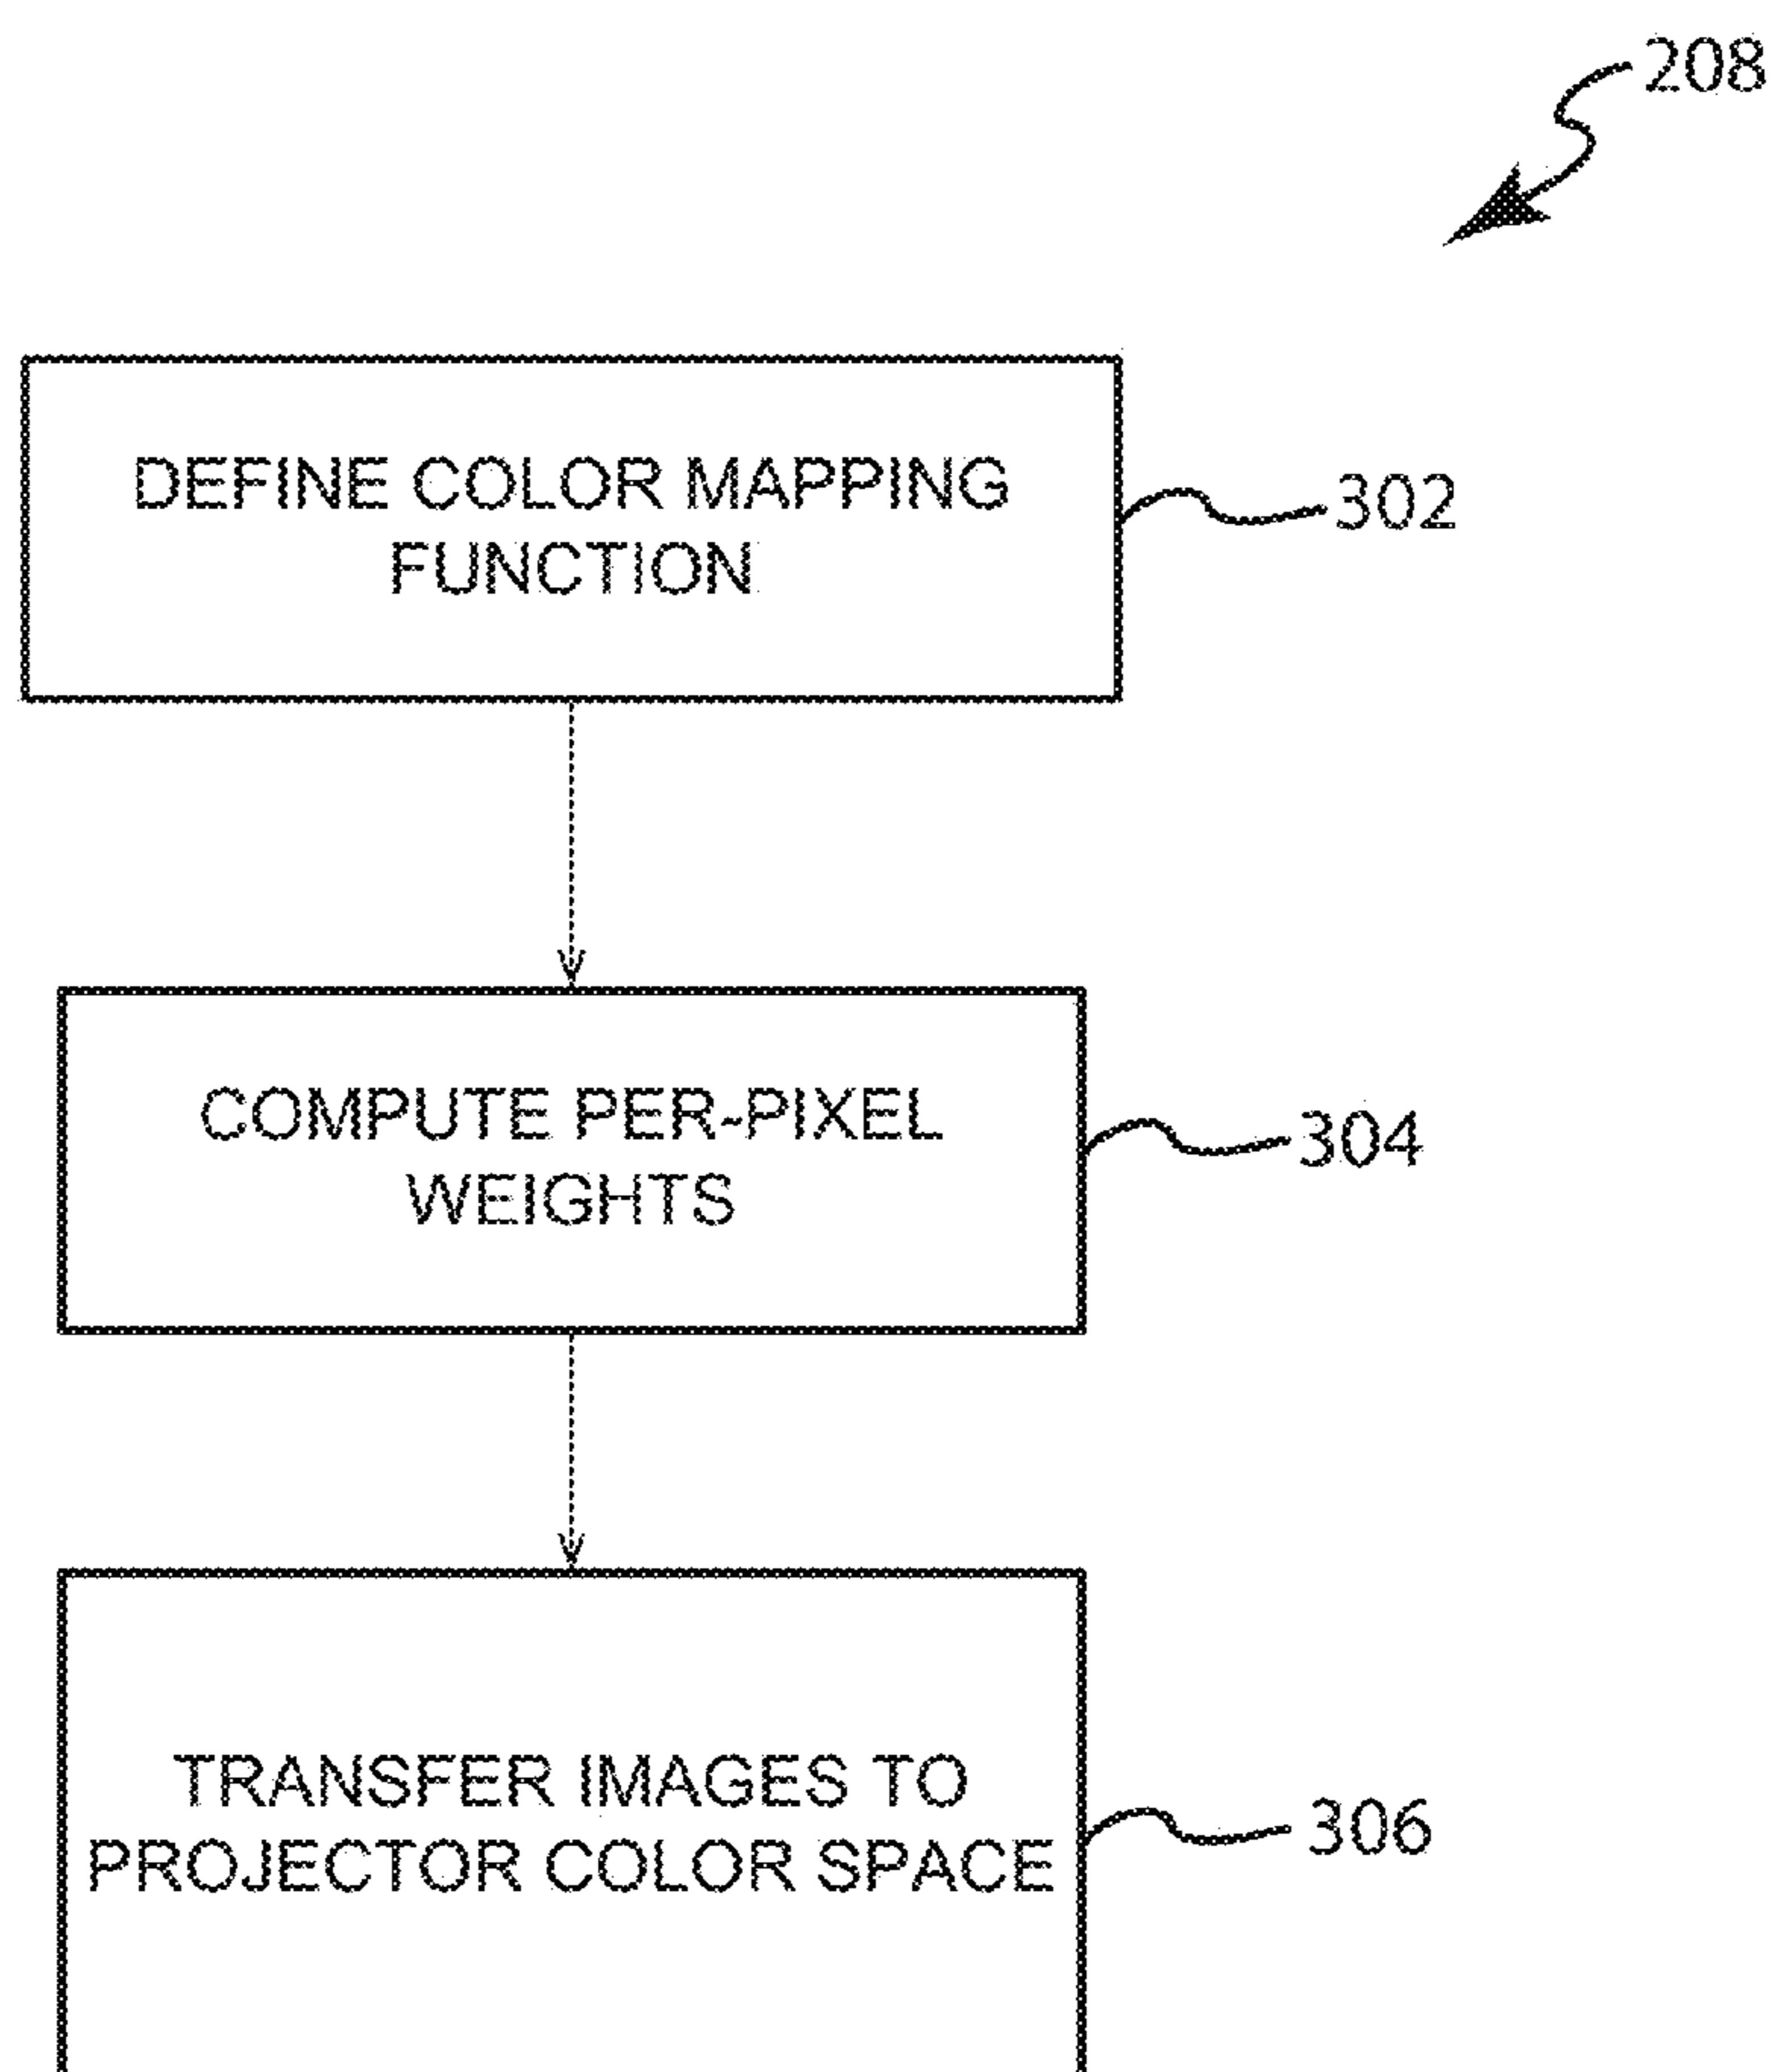 208
DEFINE COLOR MAPPING
FUNCTION
302
COMPUTE PER-PIXEL
WEIGHTS
304
TRANSFER IMAGES TO
PROJECTOR COLOR SPACE
306